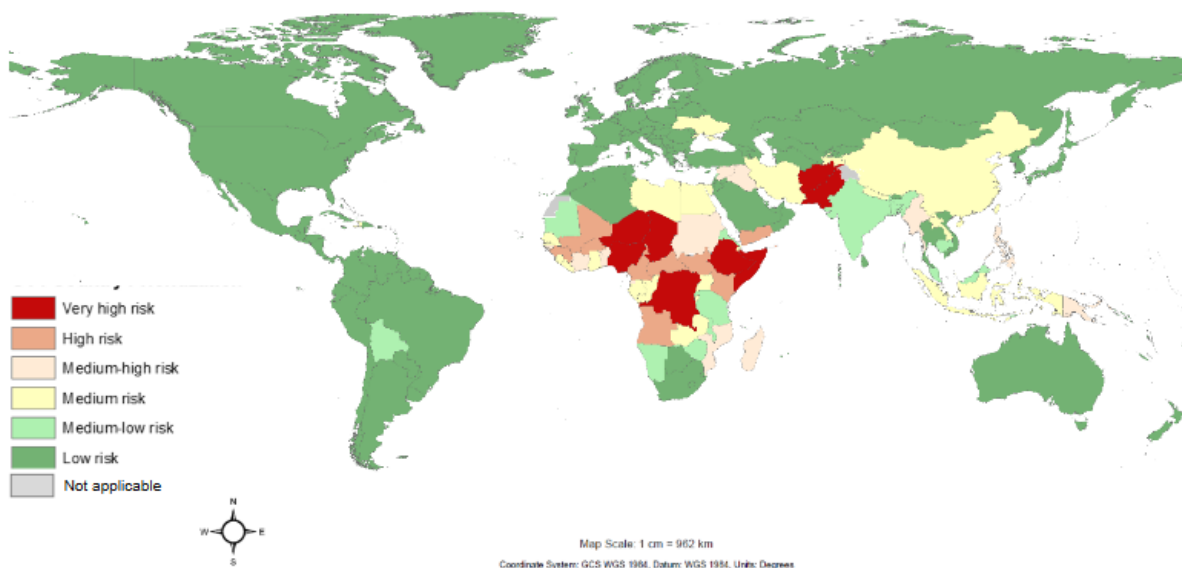 Very high risk
High risk
Medium-high risk
Medium risk
Medium-low risk
Low risk
Not applicable
N
W E
S
Map Scale: 1 cm = 962 km
Coordinate System: GCS WGS 1984, Datum: WGS 1984, Units: Degrees